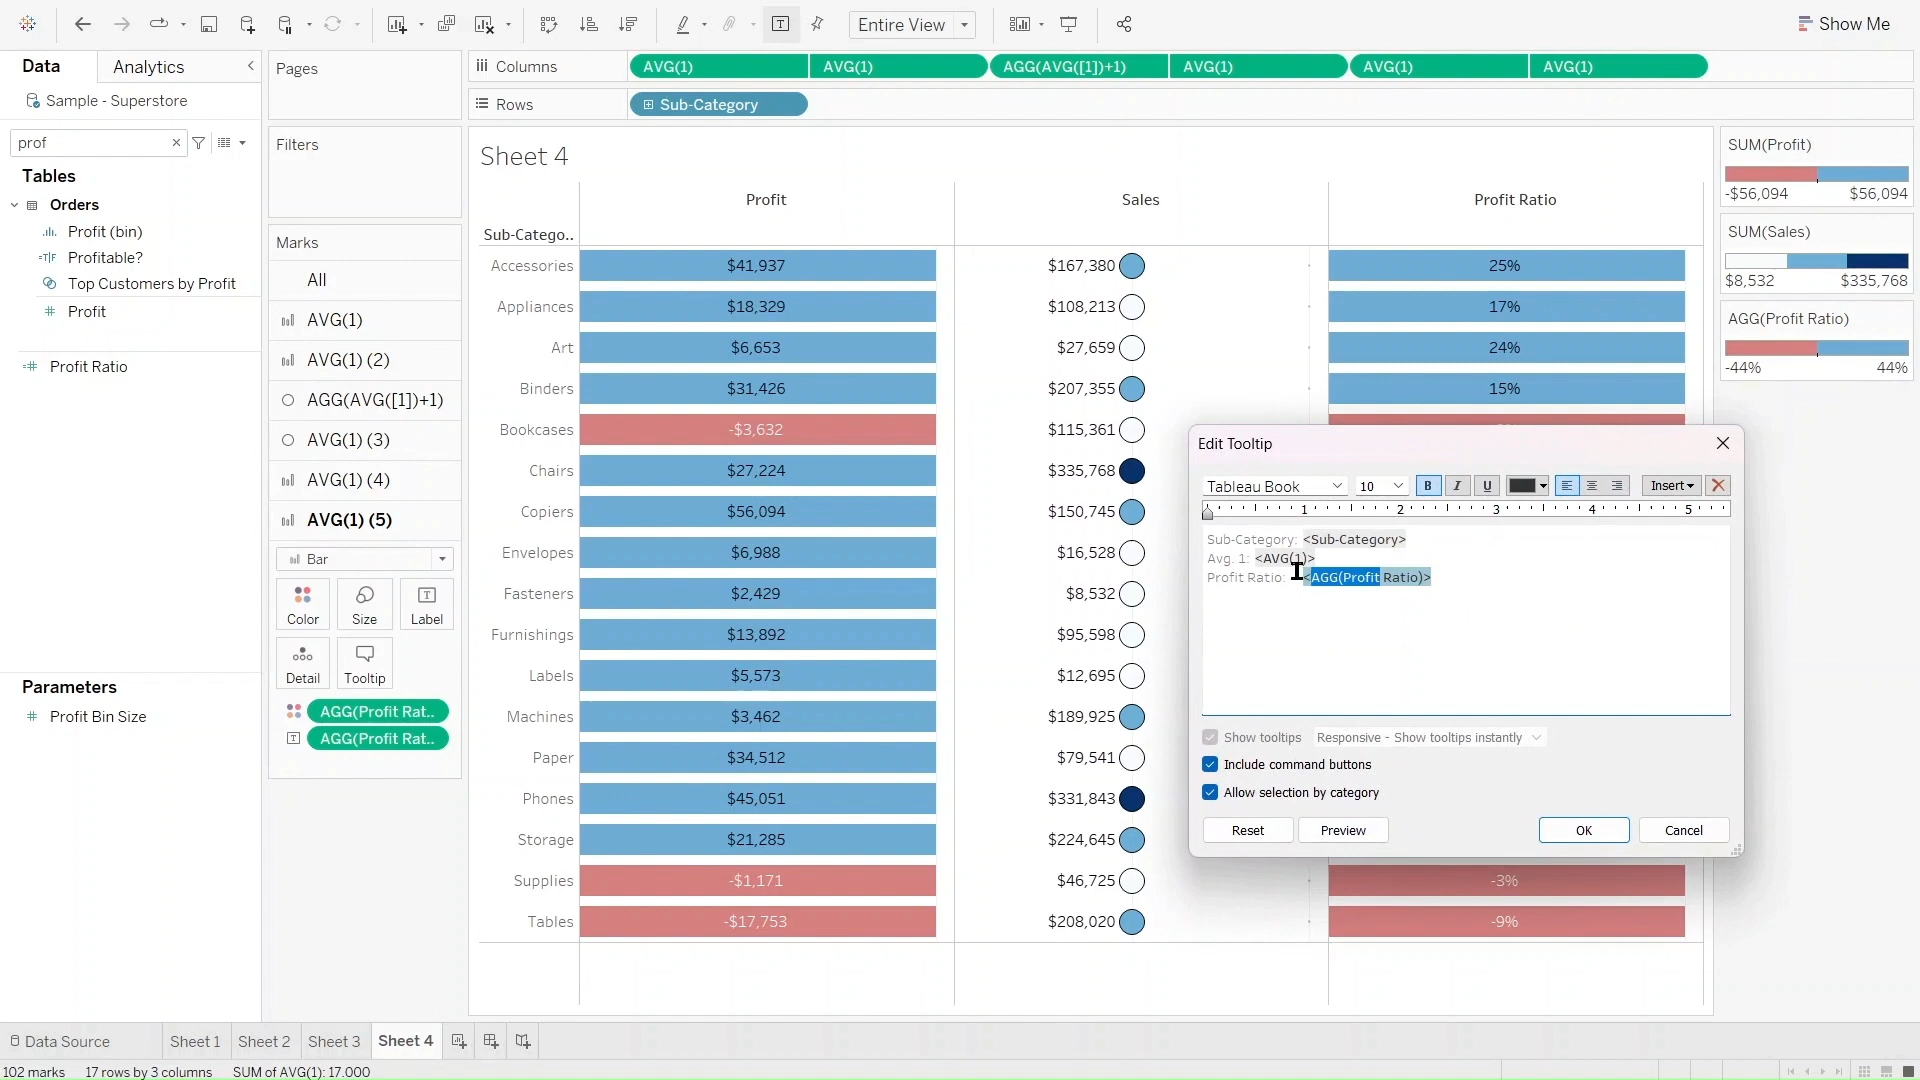 Entire View
Show Me
Data
Analytics
Sample - Superstore
prof
Tables
Orders
Profit (bin)
Profitable?
Top Customers by Profit
Profit
Profit Ratio
Parameters
Profit Bin Size
Pages
Filters
Marks
All
AVG(1)
AVG(1) (2)
AGG(AVG([1])+1)
AVG(1) (3)
AVG(1) (4)
AVG(1) (5)
Bar
Color Size Label
Detail Tooltip
AGG(Profit Rat..
AGG(Profit Rat..
Columns AVG(1) AVG(1) AGG(AVG([1])+1) AVG(1) AVG(1) AVG(1)
Rows Sub-Category
Sheet 4
Profit Sales Profit Ratio
Sub-Catego..
Accessories $41,937 $167,380 25%
Appliances $18,329 $108,213 17%
Art $6,653 $27,659 24%
Binders $31,426 $207,355 15%
Bookcases -$3,632 $115,361
Chairs $27,224 $335,768
Copiers $56,094 $150,745
Envelopes $6,988 $16,528
Fasteners $2,429 $8,532
Furnishings $13,892 $95,598
Labels $5,573 $12,695
Machines $3,462 $189,925
Paper $34,512 $79,541
Phones $45,051 $331,843
Storage $21,285 $224,645
Supplies -$1,171 $46,725 -3%
Tables -$17,753 $208,020 -9%
SUM(Profit)
-$56,094 $56,094
SUM(Sales)
$8,532 $335,768
AGG(Profit Ratio)
-44% 44%
Edit Tooltip
Tableau Book 10 B I U Insert
1 2 3 4 5
Sub-Category: <Sub-Category>
Avg. 1: <AVG(1)>
Profit Ratio: <AGG(Profit Ratio)>
Show tooltips Responsive - Show tooltips instantly
Include command buttons
Allow selection by category
Reset Preview OK Cancel
Data Source Sheet 1 Sheet 2 Sheet 3 Sheet 4
102 marks 17 rows by 3 columns SUM of AVG(1): 17.000